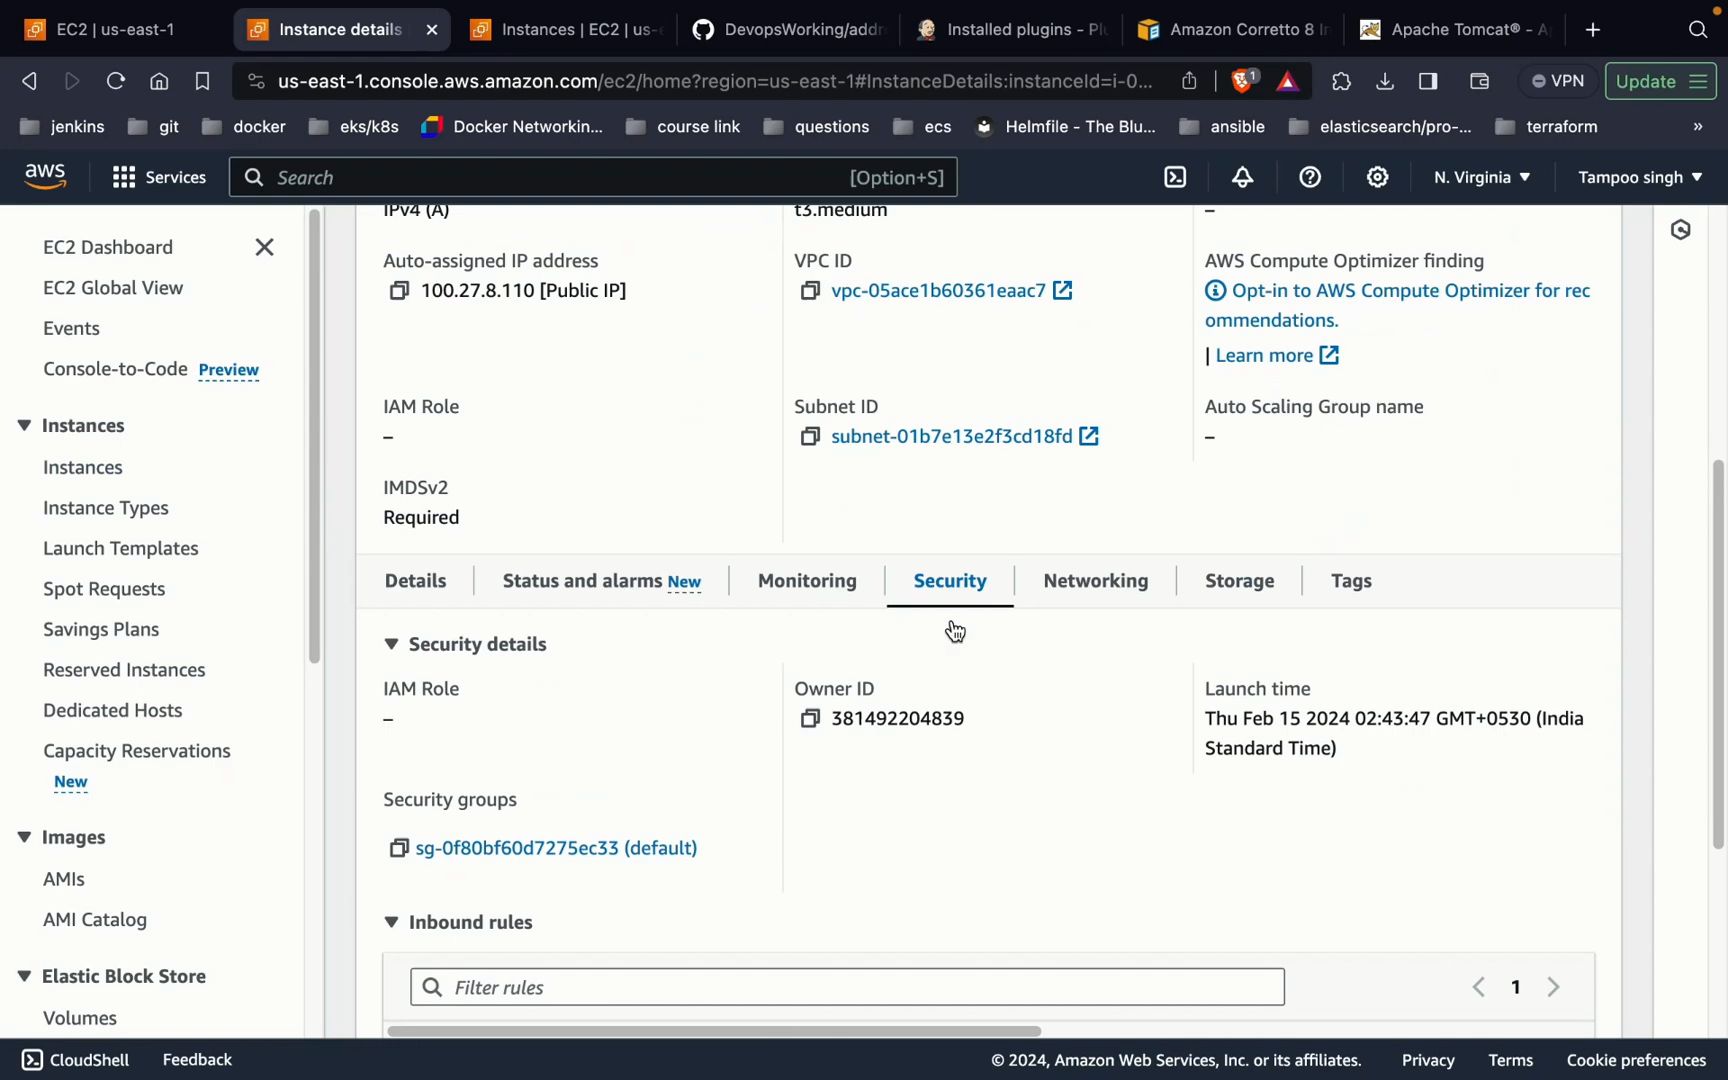 EC2 | us-east-1
Instance details
Instances | EC2 | us-e
DevopsWorking/addr
Installed plugins - Plu
Amazon Corretto 8 In
Apache Tomcat® - A
us-east-1.console.aws.amazon.com/ec2/home?region=us-east-1#InstanceDetails:instanceId=i-0...
1
VPN
Update
jenkins
git
docker
eks/k8s
Docker Networkin...
course link
questions
ecs
Helmfile - The Blu...
ansible
elasticsearch/pro-...
terraform
»
aws
Services
Search
[Option+S]
N. Virginia
Tampoo singh
EC2 Dashboard
EC2 Global View
Events
Console-to-Code Preview
Instances
Instances
Instance Types
Launch Templates
Spot Requests
Savings Plans
Reserved Instances
Dedicated Hosts
Capacity Reservations
New
Images
AMIs
AMI Catalog
Elastic Block Store
Volumes
IPv4 (A)
t3.medium
–
Auto-assigned IP address
100.27.8.110 [Public IP]
VPC ID
vpc-05ace1b60361eaac7
AWS Compute Optimizer finding
Opt-in to AWS Compute Optimizer for rec
ommendations.
| Learn more
IAM Role
–
Subnet ID
subnet-01b7e13e2f3cd18fd
Auto Scaling Group name
–
IMDSv2
Required
Details
Status and alarms New
Monitoring
Security
Networking
Storage
Tags
Security details
IAM Role
–
Owner ID
381492204839
Launch time
Thu Feb 15 2024 02:43:47 GMT+0530 (India
Standard Time)
Security groups
sg-0f80bf60d7275ec33 (default)
Inbound rules
Filter rules
1
CloudShell
Feedback
© 2024, Amazon Web Services, Inc. or its affiliates.
Privacy
Terms
Cookie preferences